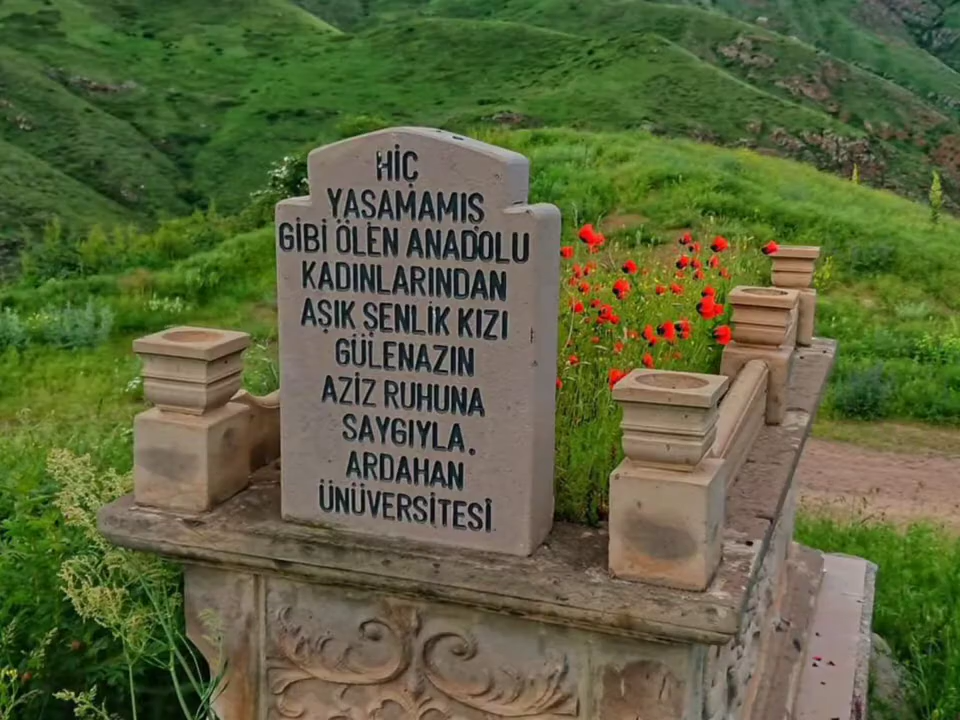 HİÇ
YAŞAMAMIŞ
GİBİ ÖLEN ANADOLU
KADINLARINDAN
AŞIK ŞENLİK KIZI
GÜLENAZIN
AZİZ RUHUNA
SAYGIYLA.
ARDAHAN
ÜNÜVERSİTESİ